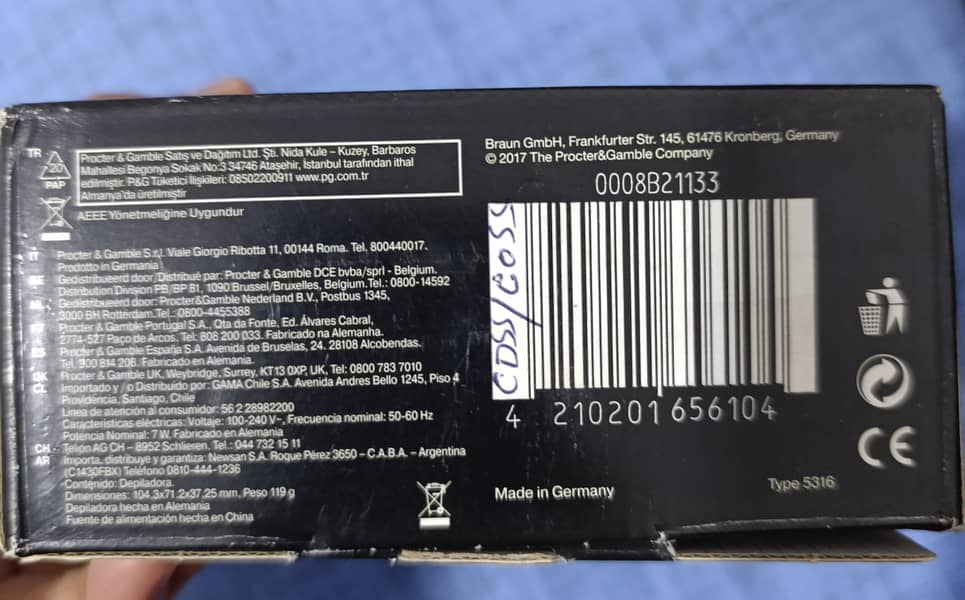 TR
20
PAP
Procter & Gamble Satış ve Dağıtım Ltd. Şti. Nida Kule – Kuzey, Barbaros
Mahallesi Begonya Sokak No:3 34746 Ataşehir, İstanbul tarafından ithal
edilmiştir. P&G Tüketici İlişkileri: 08502200911 www.pg.com.tr
Almanya'da üretilmiştir
AEEE Yönetmeliğine Uygundur
IT Procter & Gamble S.r.l. Viale Giorgio Ribotta 11, 00144 Roma. Tel. 800440017.
Prodotto in Germania
BE Gedistribueerd door/Distribué par: Procter & Gamble DCE bvba/sprl - Belgium.
Distribution Division PB/BP 81, 1090 Brussel/Bruxelles, Belgium.Tel.: 0800-14592
NL Gedistribueerd door: Procter&Gamble Nederland B.V., Postbus 1345,
3000 BH Rotterdam.Tel.:0800-4455388
PT Procter & Gamble Portugal S.A., Qta da Fonte, Ed. Álvares Cabral,
2774-527 Paço de Arcos. Tel: 808 200 033. Fabricado na Alemanha.
ES Procter & Gamble España S.A. Avenida de Bruselas, 24. 28108 Alcobendas.
Tel. 900 814 208. Fabricado en Alemania.
UK Procter & Gamble UK, Weybridge, Surrey, KT13 0XP, UK, Tel: 0800 783 7010
CL Importado y / o Distribuido por: GAMA Chile S.A. Avenida Andres Bello 1245, Piso 4
Providencia, Santiago, Chile
Linea de atención al consumidor: 56 2 28982200
Características eléctricas: Voltaje: 100-240 V~, Frecuencia nominal: 50-60 Hz
Potencia Nominal: 7 W. Fabricado en Alemania
CH Telion AG CH – 8952 Schlieren. Tel.: 044 732 15 11
AR Importa, distribuye y garantiza: Newsan S.A. Roque Pérez 3650 – C.A.B.A. – Argentina
(C1430FBX) Teléfono 0810-444-1236
Contenido: Depiladora.
Dimensiones: 104.3x71.2x37.25 mm. Peso 119 g
Depiladora hecha en Alemania
Fuente de alimentación hecha en China
Braun GmbH, Frankfurter Str. 145, 61476 Kronberg, Germany
© 2017 The Procter&Gamble Company
0008B21133
4 210201 656104
Made in Germany
Type 5316
CE